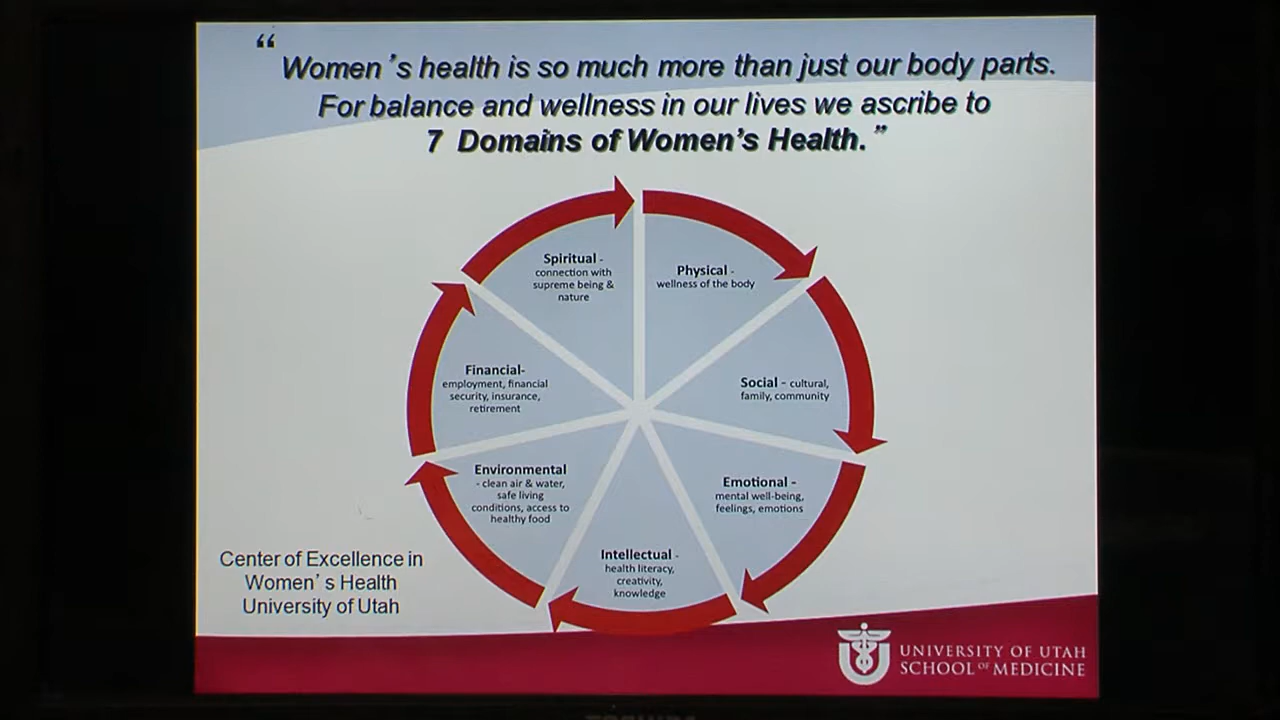 “
Women ’s health is so much more than just our body parts.
For balance and wellness in our lives we ascribe to
7 Domains of Women’s Health.”
Spiritual -
connection with
supreme being &
nature
Physical -
wellness of the body
Financial-
employment, financial
security, insurance,
retirement
Social - cultural,
family, community
Environmental
- clean air & water,
safe living
conditions, access to
healthy food
Emotional -
mental well-being,
feelings, emotions
Intellectual -
health literacy,
creativity,
knowledge
Center of Excellence in
Women’ s Health
University of Utah
UNIVERSITY OF UTAH
SCHOOL OF MEDICINE